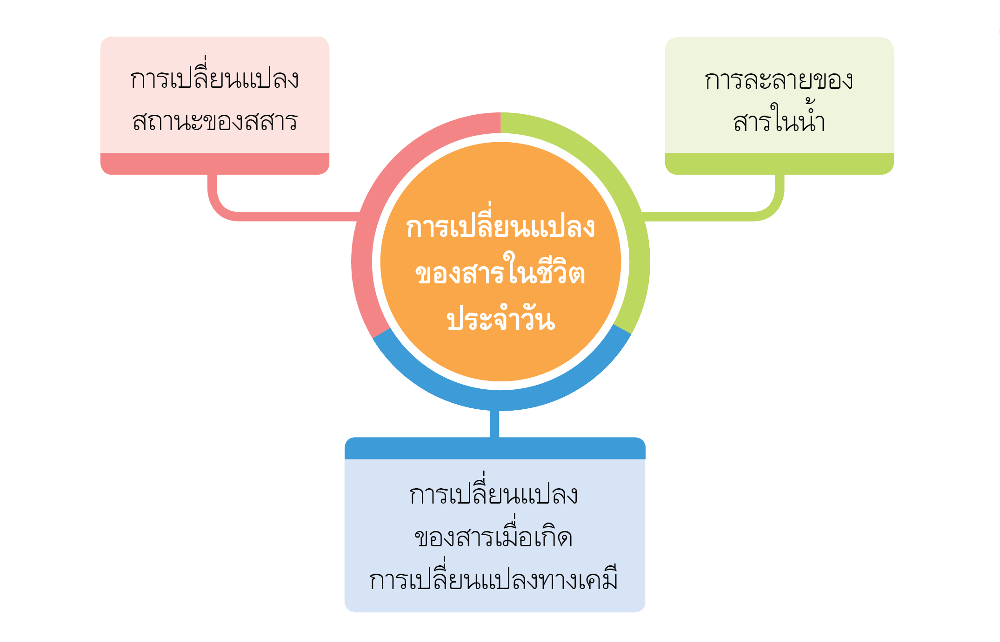 การเปลี่ยนแปลง
สถานะของสสาร
การละลายของ
สารในน้ำ
การเปลี่ยนแปลง
ของสารในชีวิต
ประจำวัน
การเปลี่ยนแปลง
ของสารเมื่อเกิด
การเปลี่ยนแปลงทางเคมี